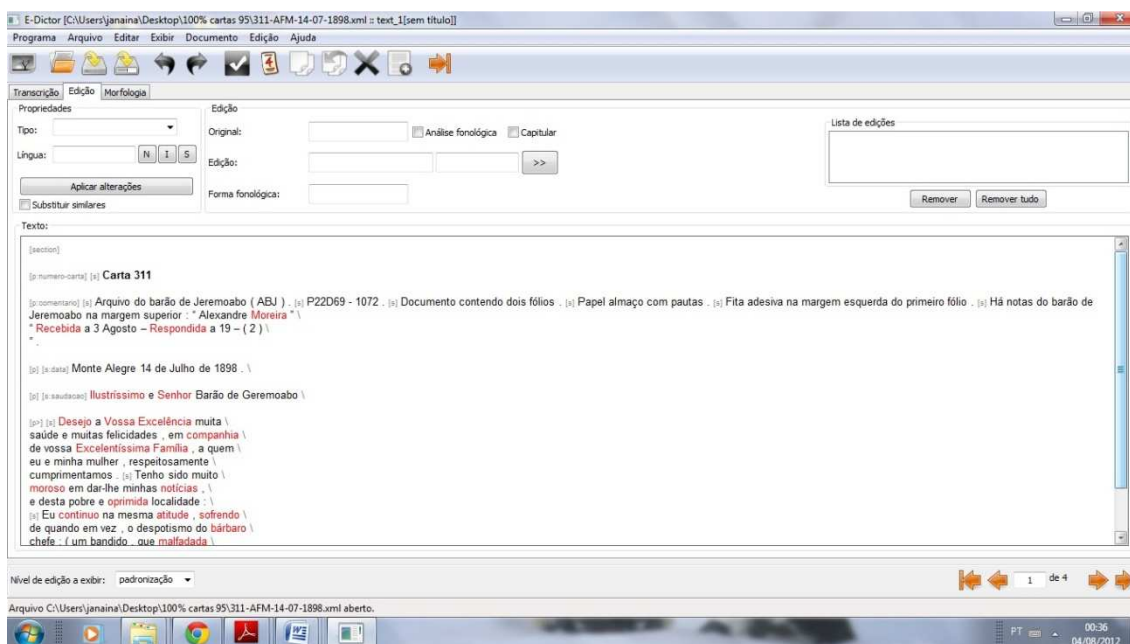 E-Dictor [C:\Users\janaina\Desktop\100% cartas 95\311-AFM-14-07-1898.xml :: text_1[sem título]]
Programa Arquivo Editar Exibir Documento Edição Ajuda
Transcrição Edição Morfologia
Propriedades
Tipo:
Língua: N I S
Aplicar alterações
Substituir similares
Edição
Original: Análise fonológica Capitular
Edição: >>
Forma fonológica:
Lista de edições
Remover Remover tudo
Texto:
[section]
[p:numero-carta] [s] Carta 311
[p:comentario] [s] Arquivo do barão de Jeremoabo ( ABJ ) . [s] P22D69 - 1072 . [s] Documento contendo dois fólios . [s] Papel almaço com pautas . [s] Fita adesiva na margem esquerda do primeiro fólio . [s] Há notas do barão de
Jeremoabo na margem superior : " Alexandre Moreira " \
" Recebida a 3 Agosto – Respondida a 19 – ( 2 ) \
" .
[p] [s:data] Monte Alegre 14 de Julho de 1898 . \
[p] [s:saudacao] Ilustríssimo e Senhor Barão de Geremoabo \
[p>] [s] Desejo a Vossa Excelência muita \
saúde e muitas felicidades , em companhia \
de vossa Excelentíssima Família , a quem \
eu e minha mulher , respeitosamente \
cumprimentamos . [s] Tenho sido muito \
moroso em dar-lhe minhas notícias , \
e desta pobre e oprimida localidade : \
[s] Eu continuo na mesma atitude , sofrendo \
de quando em vez , o despotismo do bárbaro \
chefe : ( um bandido , que malfadada \
Nível de edição a exibir: padronização
1 de 4
Arquivo C:\Users\janaina\Desktop\100% cartas 95\311-AFM-14-07-1898.xml aberto.
PT 00:36
04/08/2012